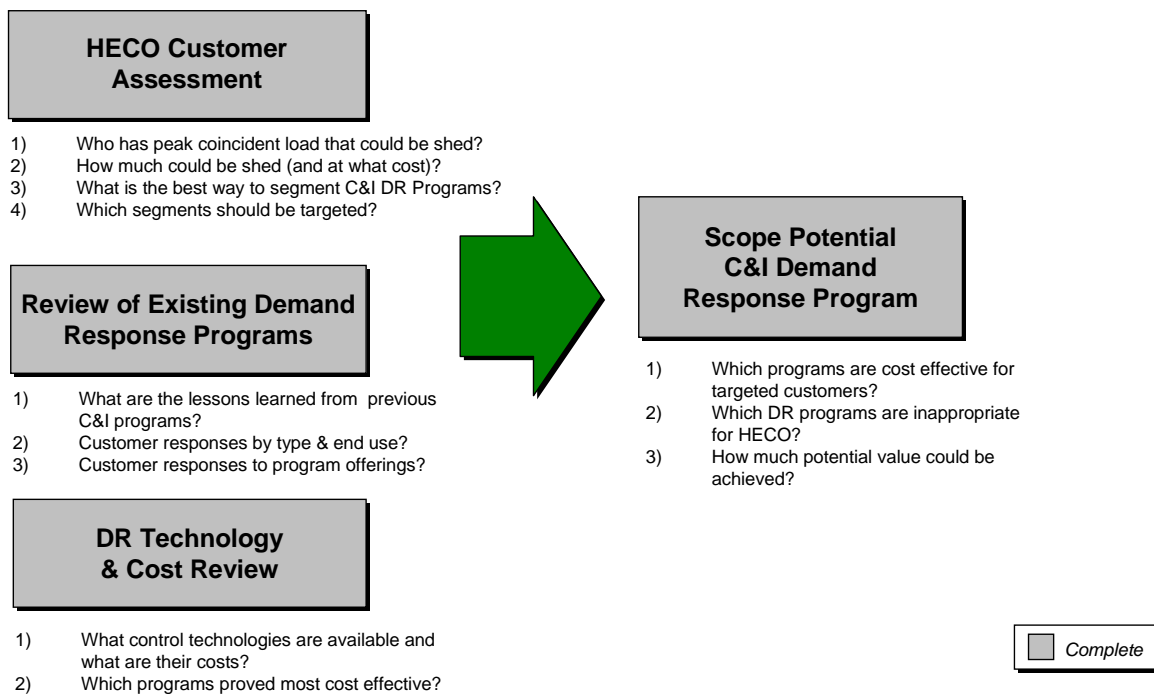 HECO Customer
Assessment
1) Who has peak coincident load that could be shed?
2) How much could be shed (and at what cost)?
3) What is the best way to segment C&I DR Programs?
4) Which segments should be targeted?
Review of Existing Demand
Response Programs
1) What are the lessons learned from previous
C&I programs?
2) Customer responses by type & end use?
3) Customer responses to program offerings?
DR Technology
& Cost Review
1) What control technologies are available and
what are their costs?
2) Which programs proved most cost effective?
Scope Potential
C&I Demand
Response Program
1) Which programs are cost effective for
targeted customers?
2) Which DR programs are inappropriate
for HECO?
3) How much potential value could be
achieved?
Complete